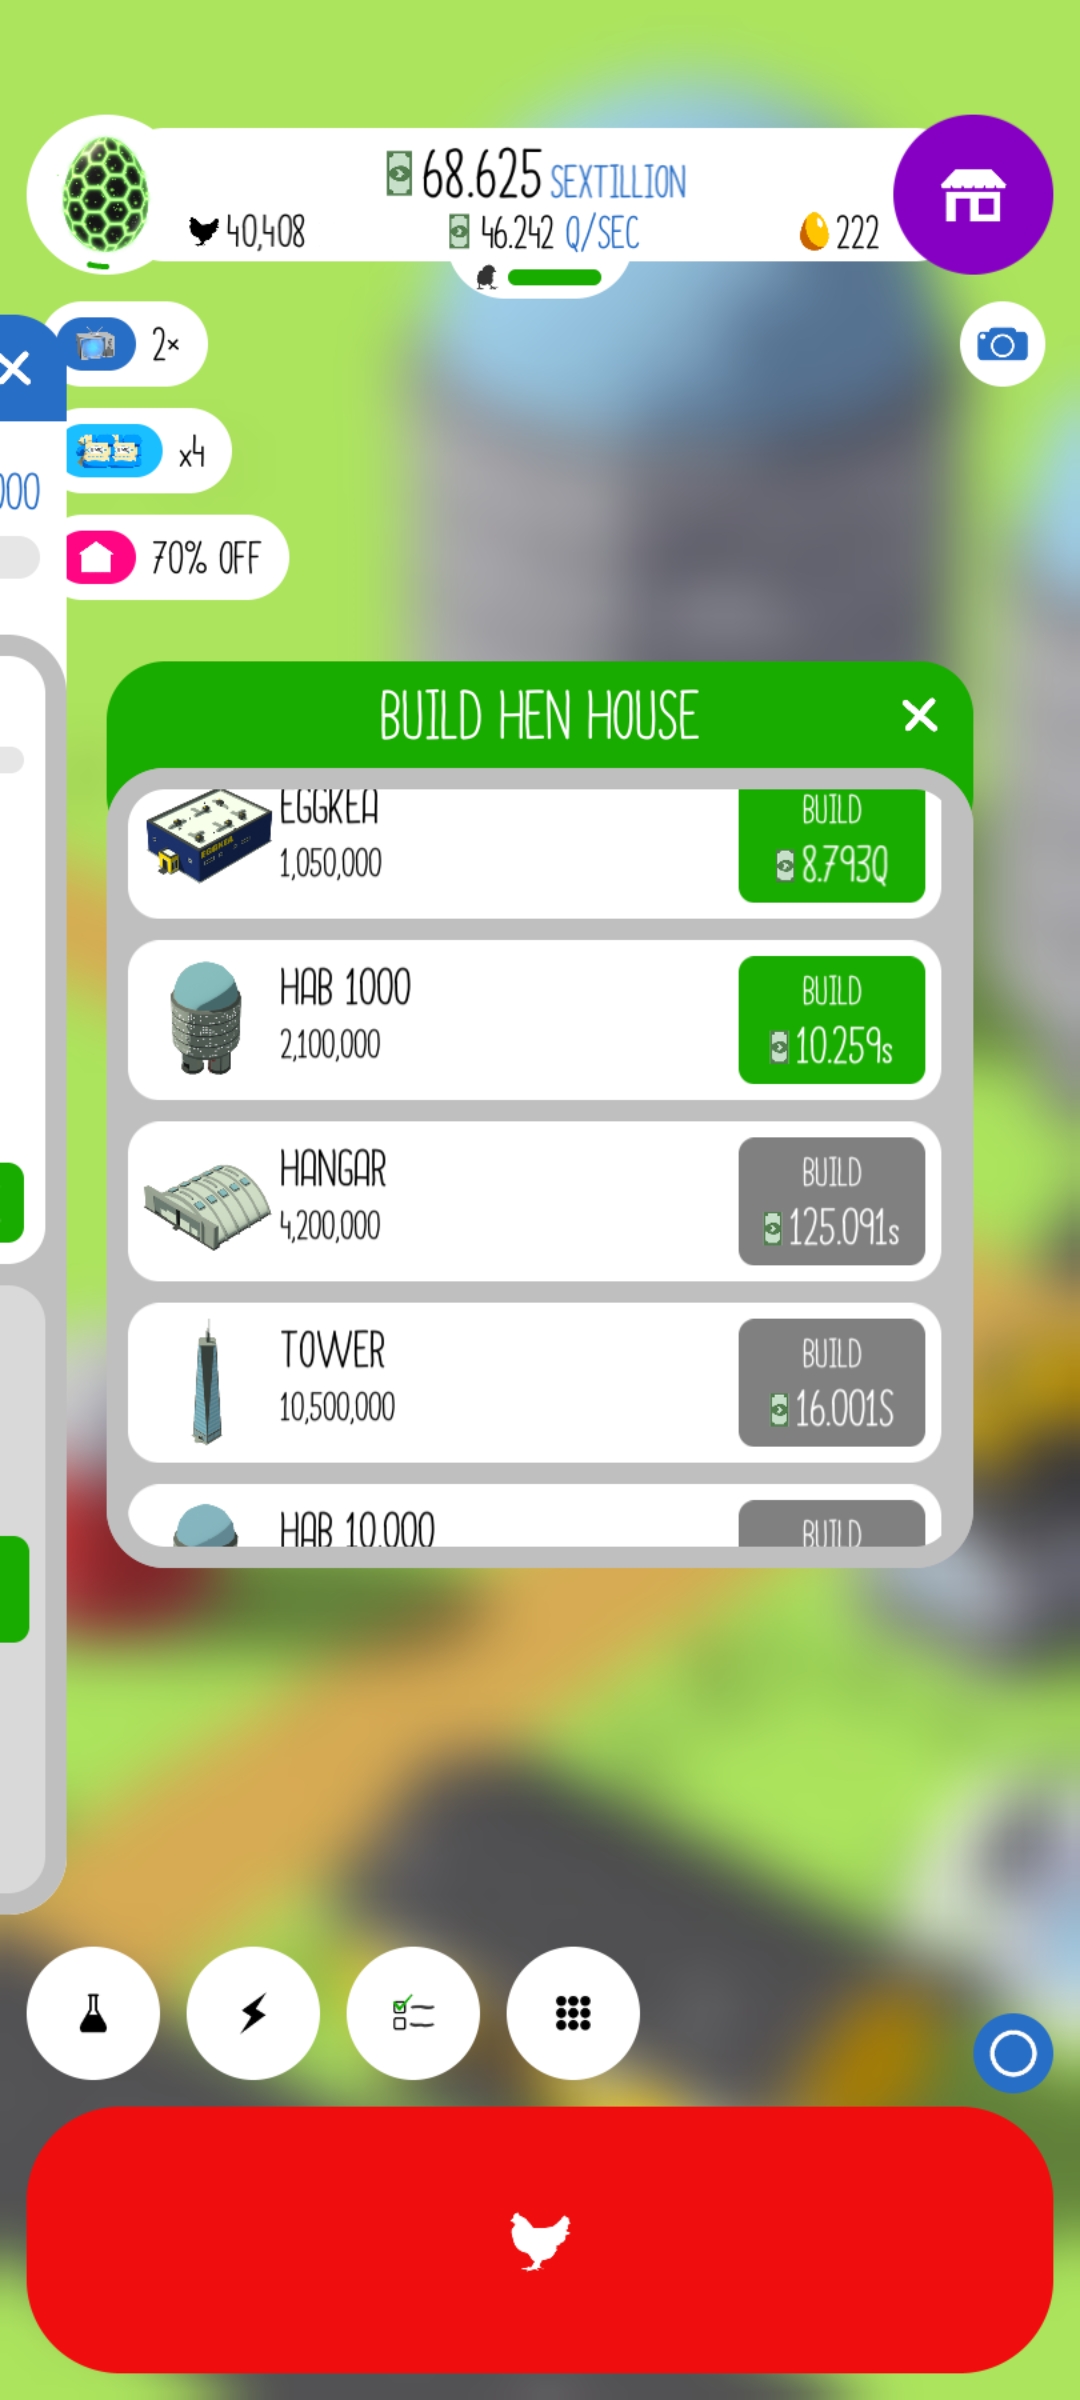 68.625 SEXTILLION
40,408
46.242 Q/SEC
222
2×
x4
70% OFF
000
BUILD HEN HOUSE
EGGKEA
1,050,000
BUILD
8.793Q
HAB 1000
2,100,000
BUILD
10.259s
HANGAR
4,200,000
BUILD
125.091s
TOWER
10,500,000
BUILD
16.001S
HAB 10,000
BUILD